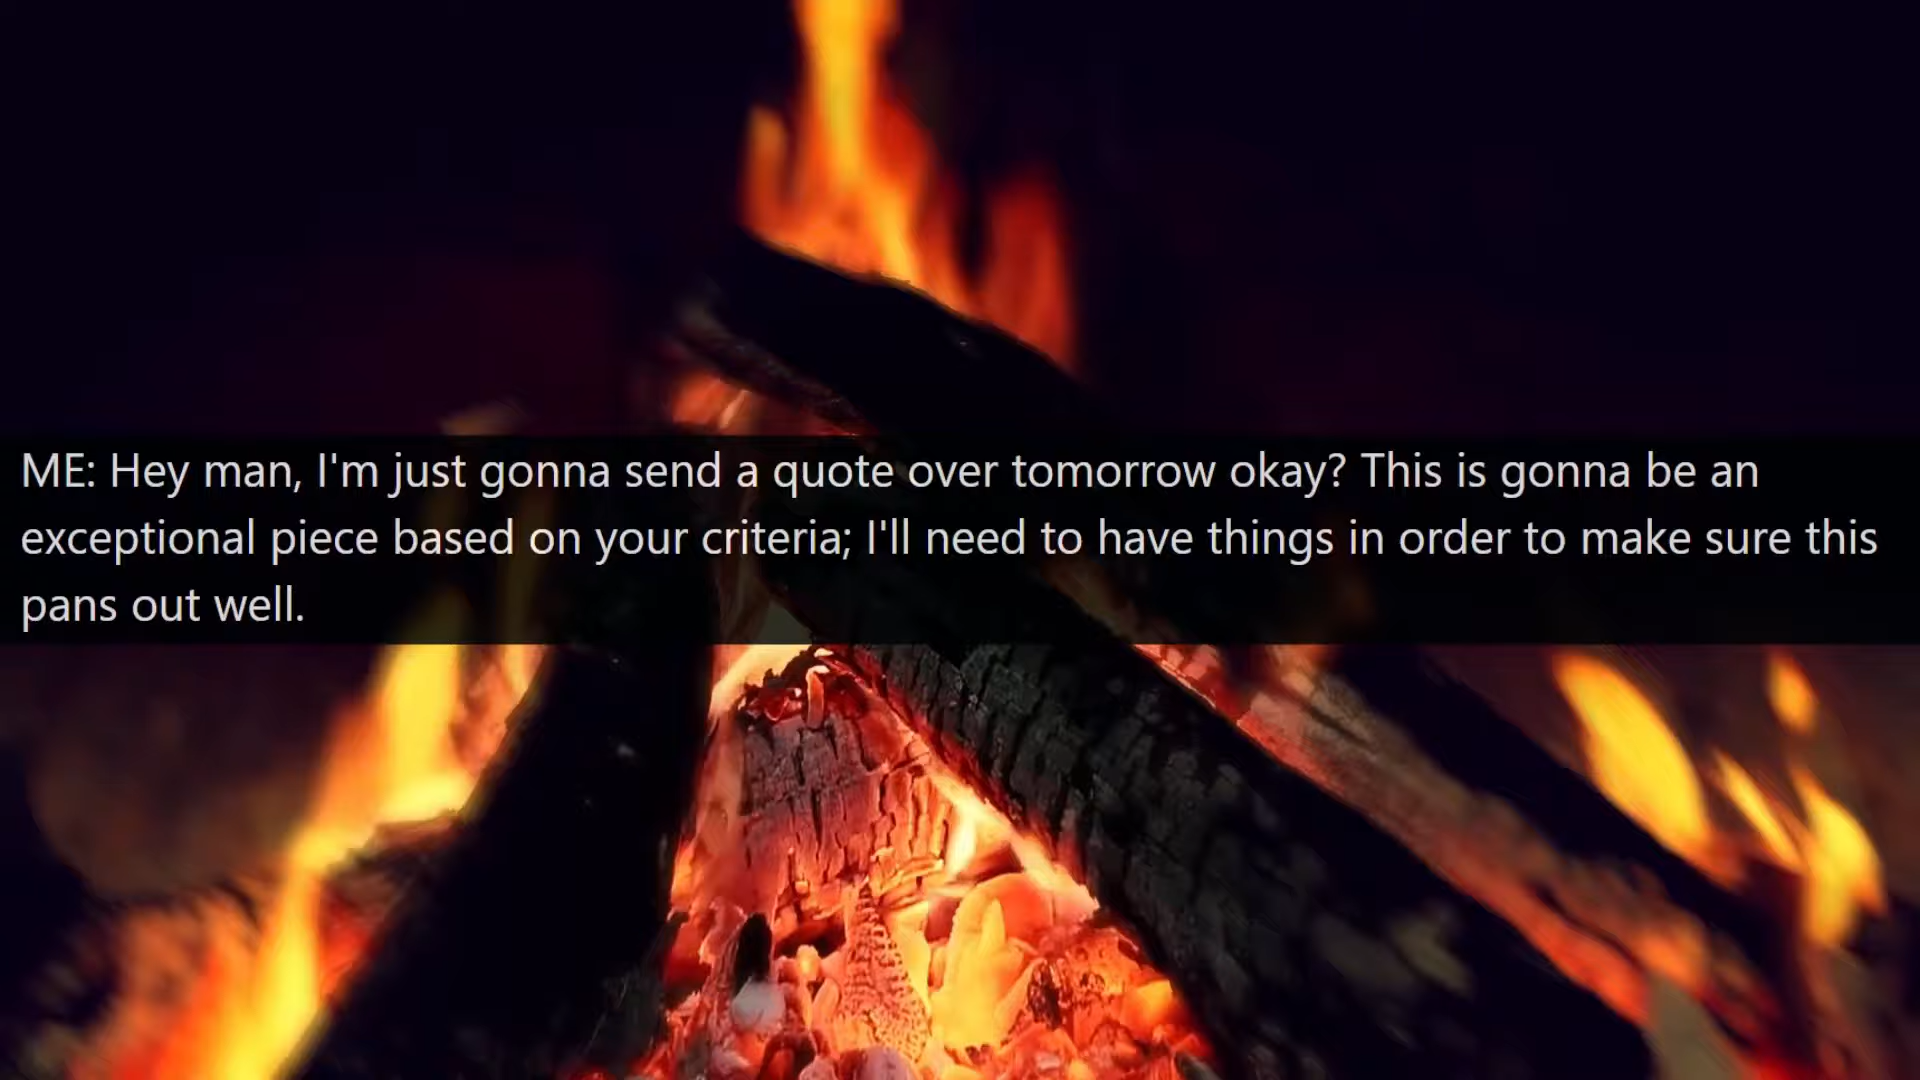 ME: Hey man, I'm just gonna send a quote over tomorrow okay? This is gonna be an
exceptional piece based on your criteria; I'll need to have things in order to make sure this
pans out well.